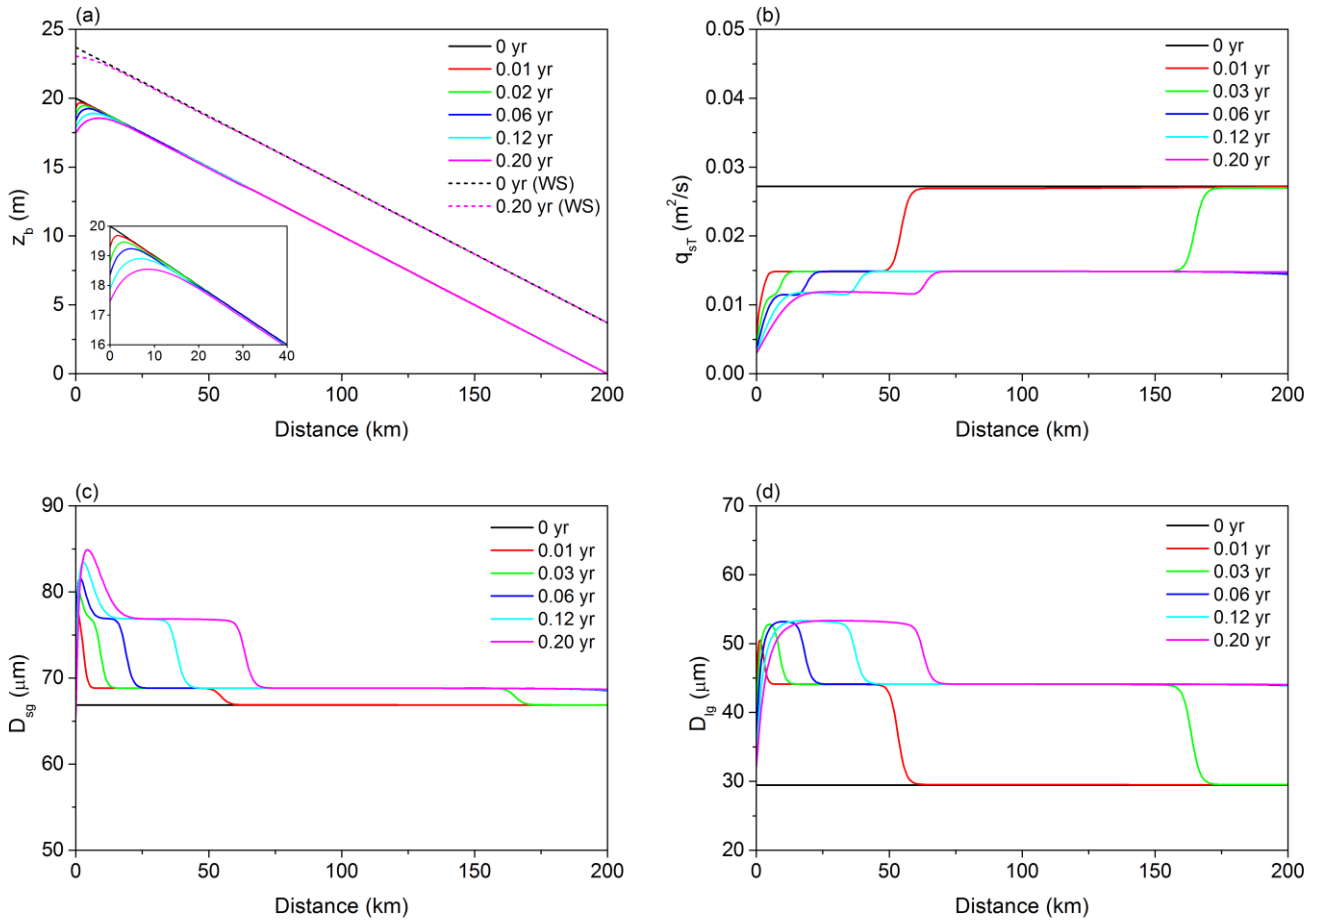 (a)
25
20
15
10
5
0
z_b (m)
0 yr
0.01 yr
0.02 yr
0.06 yr
0.12 yr
0.20 yr
0 yr (WS)
0.20 yr (WS)
20
19
18
17
16
0 10 20 30 40
0 50 100 150 200
Distance (km)
(b)
0.05
0.04
0.03
0.02
0.01
0.00
q_sT (m²/s)
0 yr
0.01 yr
0.03 yr
0.06 yr
0.12 yr
0.20 yr
0 50 100 150 200
Distance (km)
(c)
90
80
70
60
50
D_sg (μm)
0 yr
0.01 yr
0.03 yr
0.06 yr
0.12 yr
0.20 yr
0 50 100 150 200
Distance (km)
(d)
70
60
50
40
30
20
D_lg (μm)
0 yr
0.01 yr
0.03 yr
0.06 yr
0.12 yr
0.20 yr
0 50 100 150 200
Distance (km)